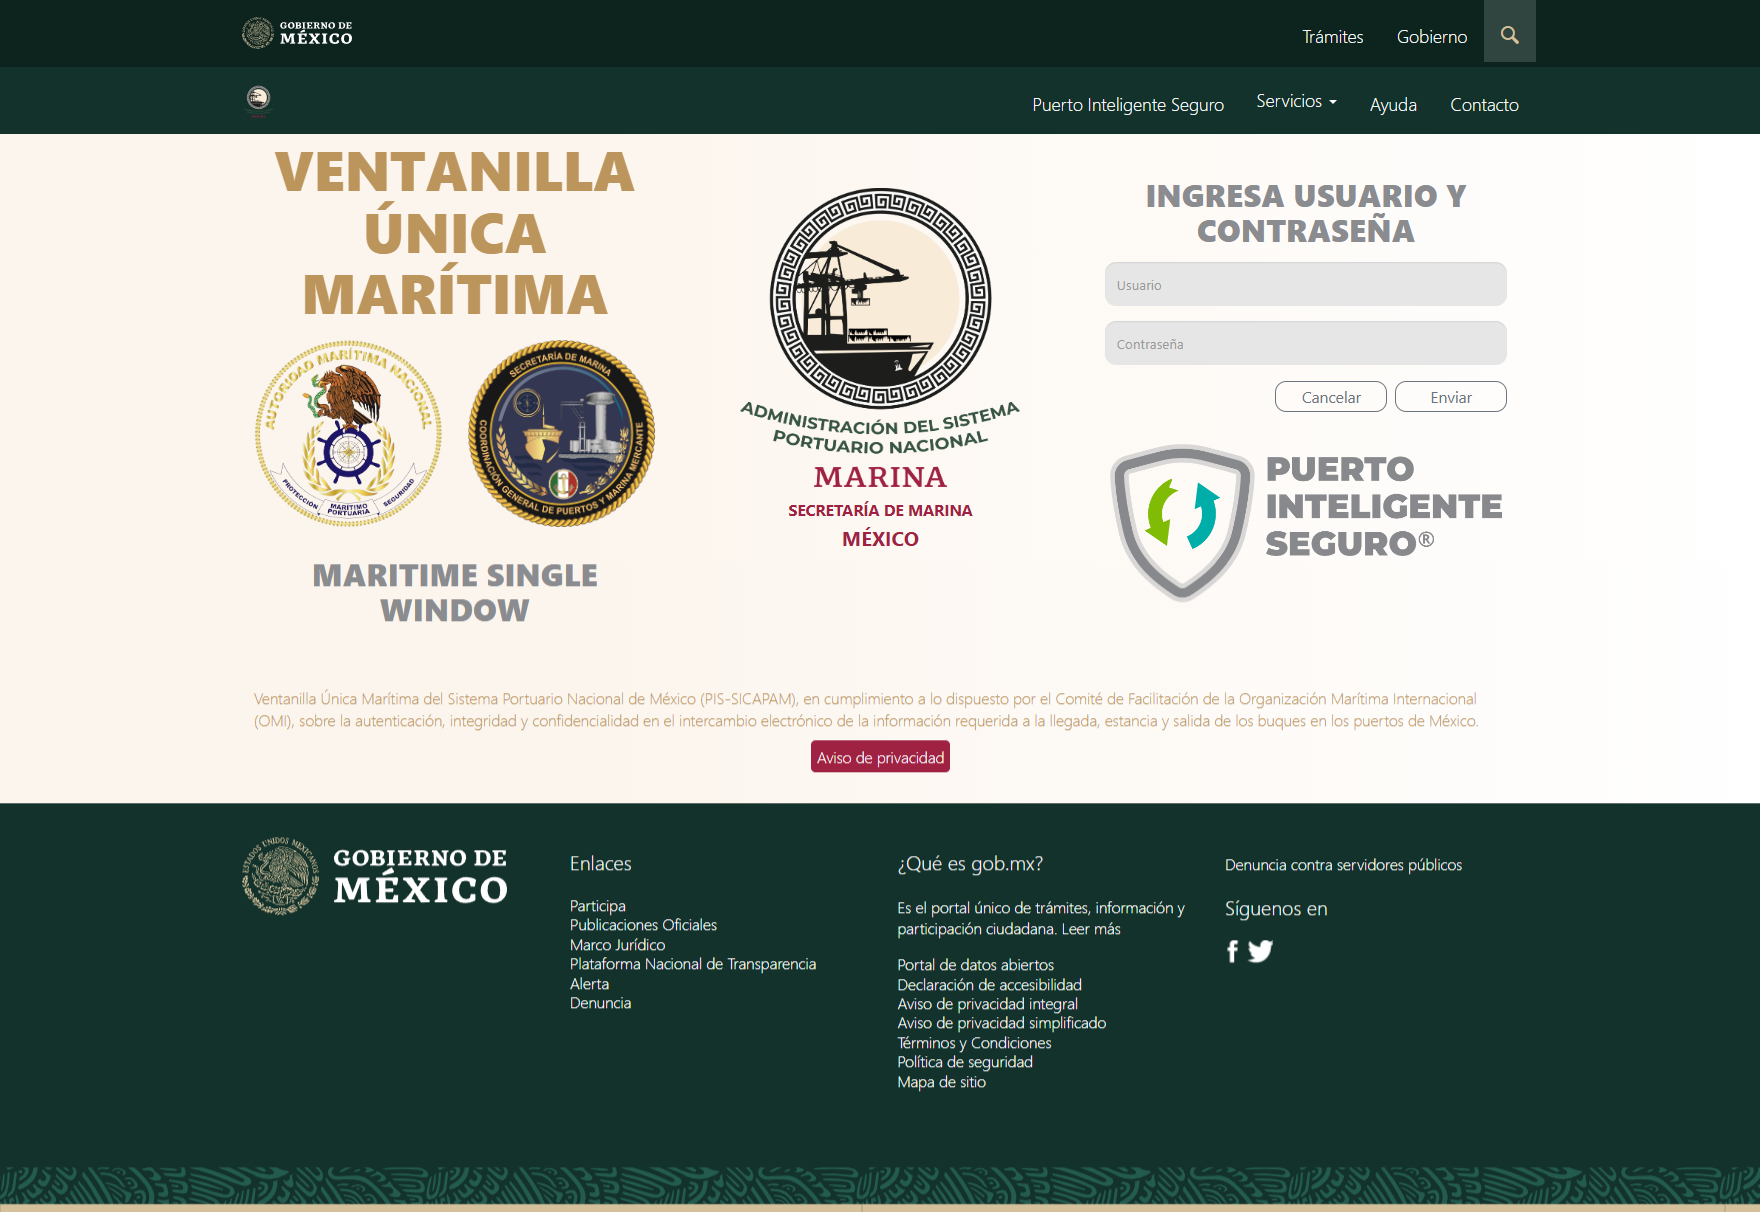 GOBIERNO DE
MÉXICO
Trámites
Gobierno
Puerto Inteligente Seguro
Servicios
Ayuda
Contacto
VENTANILLA
ÚNICA
MARÍTIMA
AUTORIDAD MARÍTIMA NACIONAL
PROTECCIÓN
MARÍTIMO
PORTUARIA
SEGURIDAD
SECRETARÍA DE MARINA
COORDINACIÓN GENERAL DE PUERTOS Y MARINA MERCANTE
MARITIME SINGLE
WINDOW
ADMINISTRACIÓN DEL SISTEMA
PORTUARIO NACIONAL
MARINA
SECRETARÍA DE MARINA
MÉXICO
INGRESA USUARIO Y
CONTRASEÑA
Usuario
Contraseña
Cancelar
Enviar
PUERTO
INTELIGENTE
SEGURO®
Ventanilla Única Marítima del Sistema Portuario Nacional de México (PIS-SICAPAM), en cumplimiento a lo dispuesto por el Comité de Facilitación de la Organización Marítima Internacional
(OMI), sobre la autenticación, integridad y confidencialidad en el intercambio electrónico de la información requerida a la llegada, estancia y salida de los buques en los puertos de México.
Aviso de privacidad
ESTADOS UNIDOS MEXICANOS
GOBIERNO DE
MÉXICO
Enlaces
Participa
Publicaciones Oficiales
Marco Jurídico
Plataforma Nacional de Transparencia
Alerta
Denuncia
¿Qué es gob.mx?
Es el portal único de trámites, información y
participación ciudadana. Leer más
Portal de datos abiertos
Declaración de accesibilidad
Aviso de privacidad integral
Aviso de privacidad simplificado
Términos y Condiciones
Política de seguridad
Mapa de sitio
Denuncia contra servidores públicos
Síguenos en